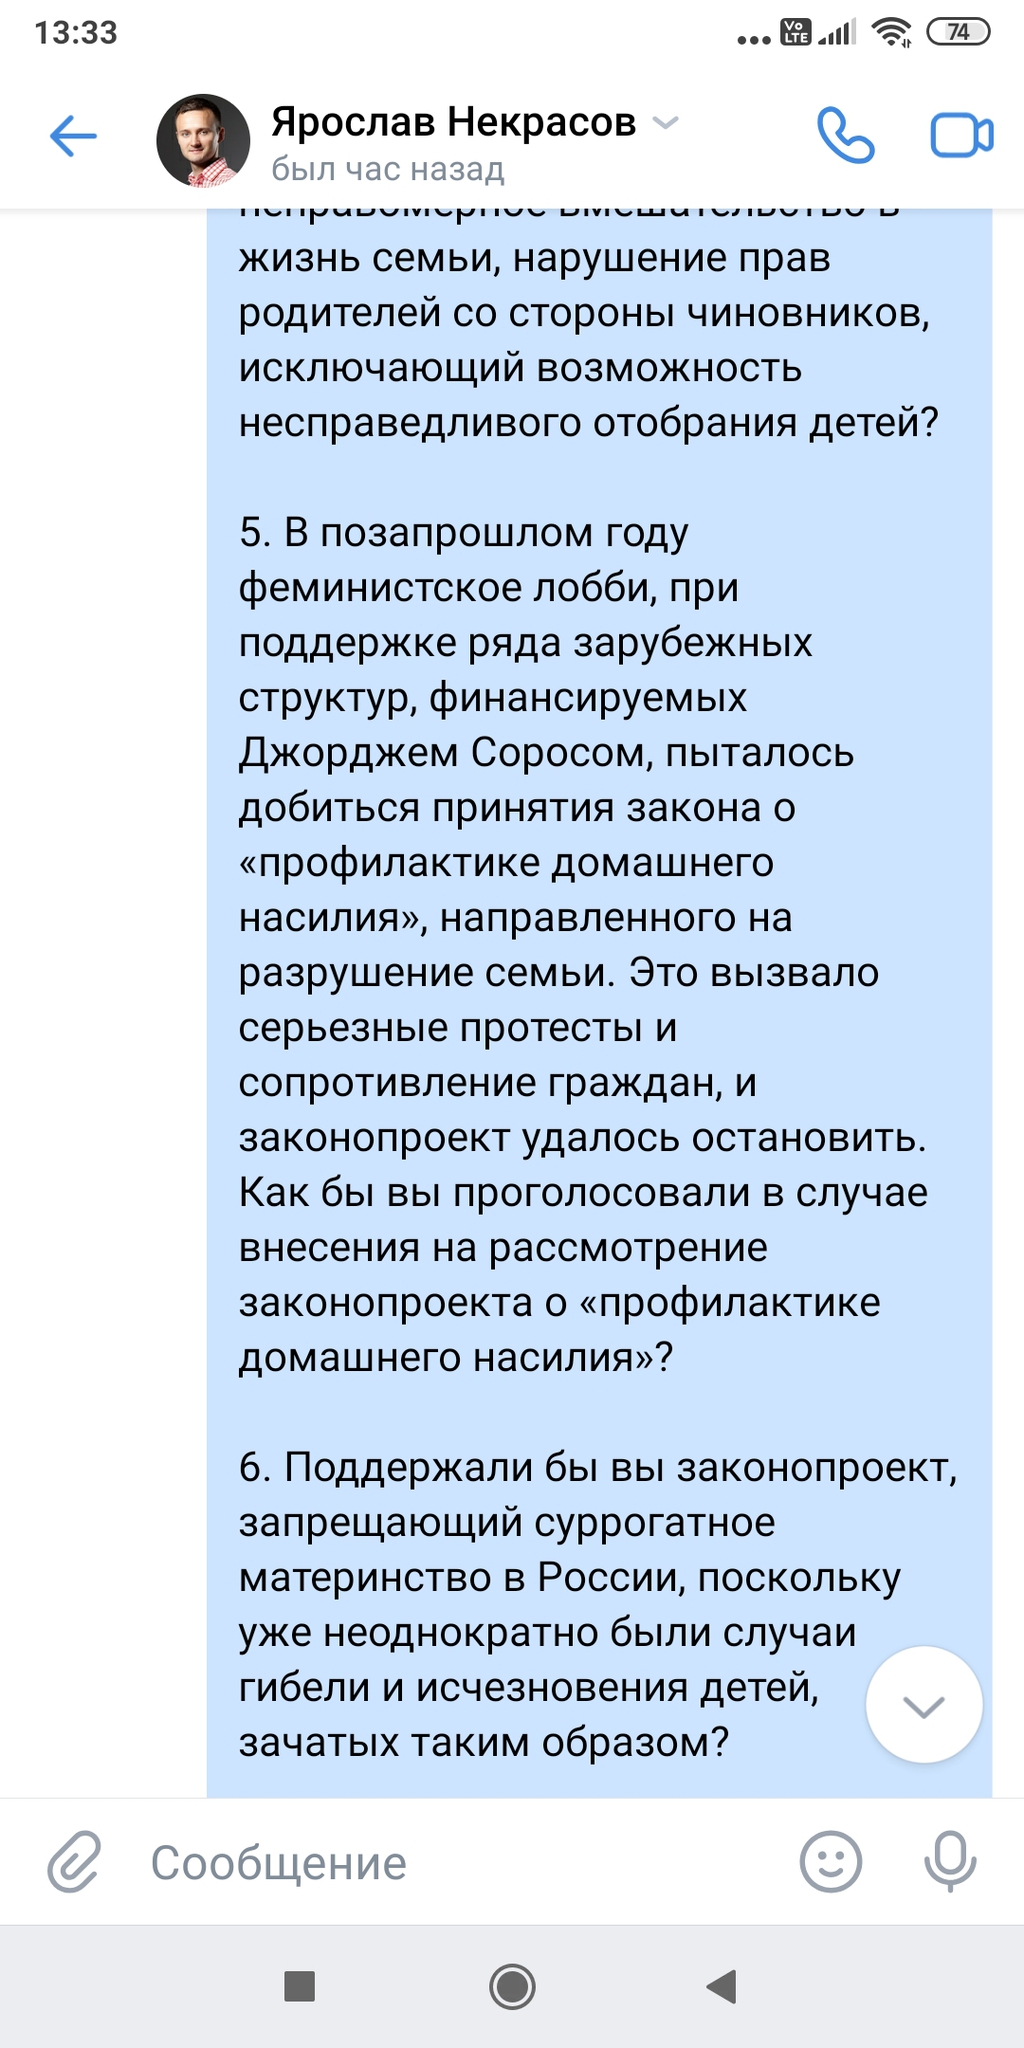 13:33
Vo LTE
74
Ярослав Некрасов
был час назад
неправомерное вмешательство в
жизнь семьи, нарушение прав
родителей со стороны чиновников,
исключающий возможность
несправедливого отобрания детей?
5. В позапрошлом году
феминистское лобби, при
поддержке ряда зарубежных
структур, финансируемых
Джорджем Соросом, пыталось
добиться принятия закона о
«профилактике домашнего
насилия», направленного на
разрушение семьи. Это вызвало
серьезные протесты и
сопротивление граждан, и
законопроект удалось остановить.
Как бы вы проголосовали в случае
внесения на рассмотрение
законопроекта о «профилактике
домашнего насилия»?
6. Поддержали бы вы законопроект,
запрещающий суррогатное
материнство в России, поскольку
уже неоднократно были случаи
гибели и исчезновения детей,
зачатых таким образом?
Сообщение